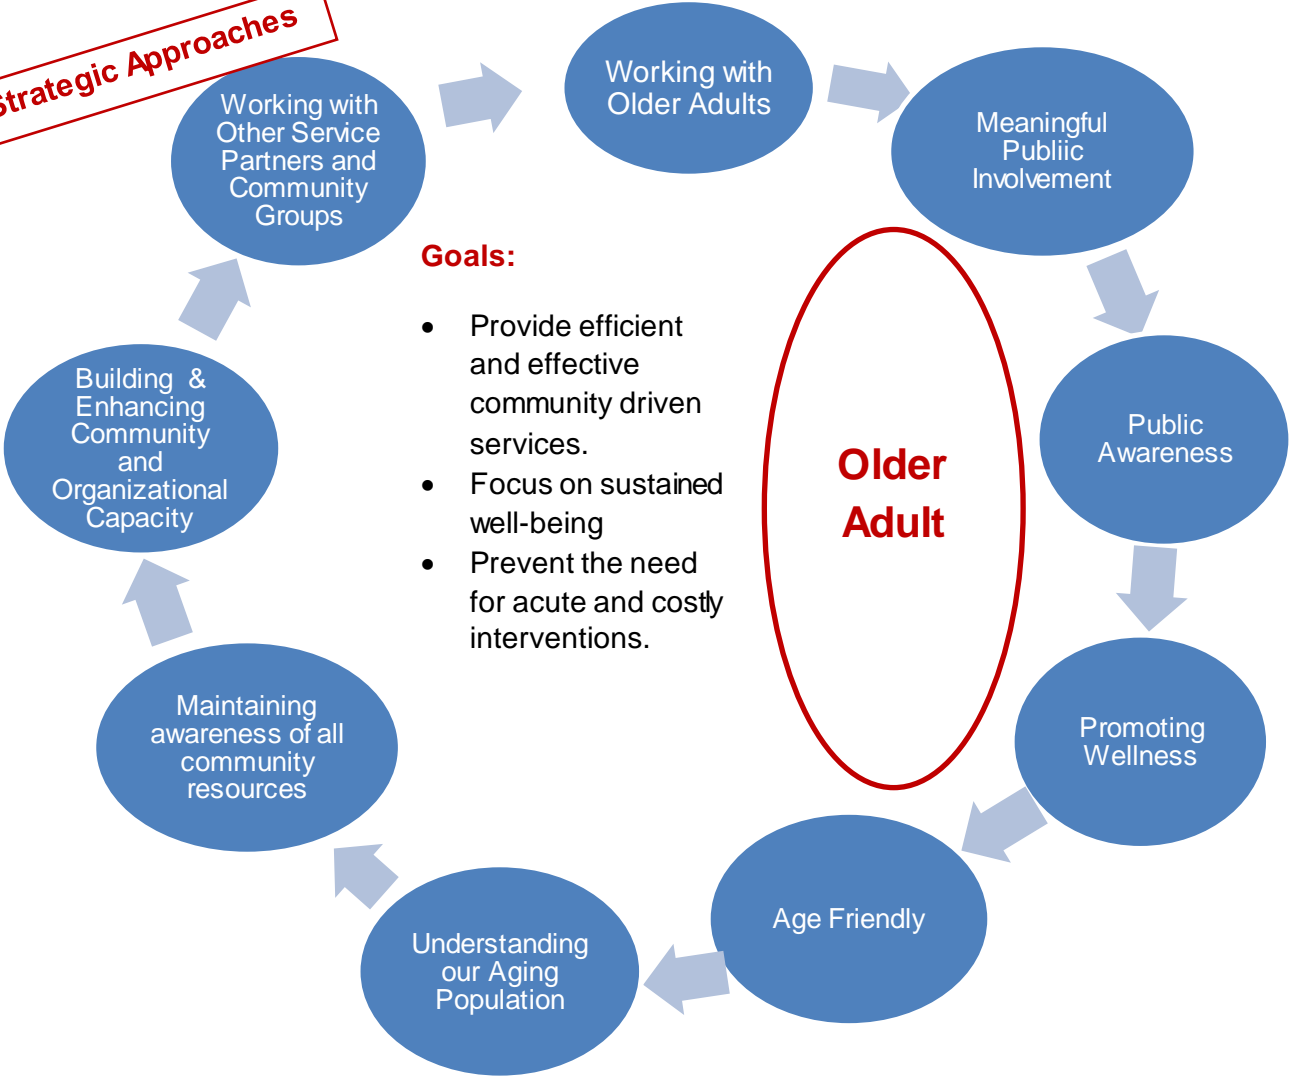 Strategic Approaches
Working with
Older Adults
Meaningful
Publiic
Involvement
Public
Awareness
Promoting
Wellness
Age Friendly
Understanding
our Aging
Population
Maintaining
awareness of all
community
resources
Building & 
Enhancing
Community
and
Organizational
Capacity
Working with
Other Service
Partners and
Community
Groups
Goals:
• Provide efficient
and effective
community driven
services.
• Focus on sustained
well-being
• Prevent the need
for acute and costly
interventions.
Older
Adult